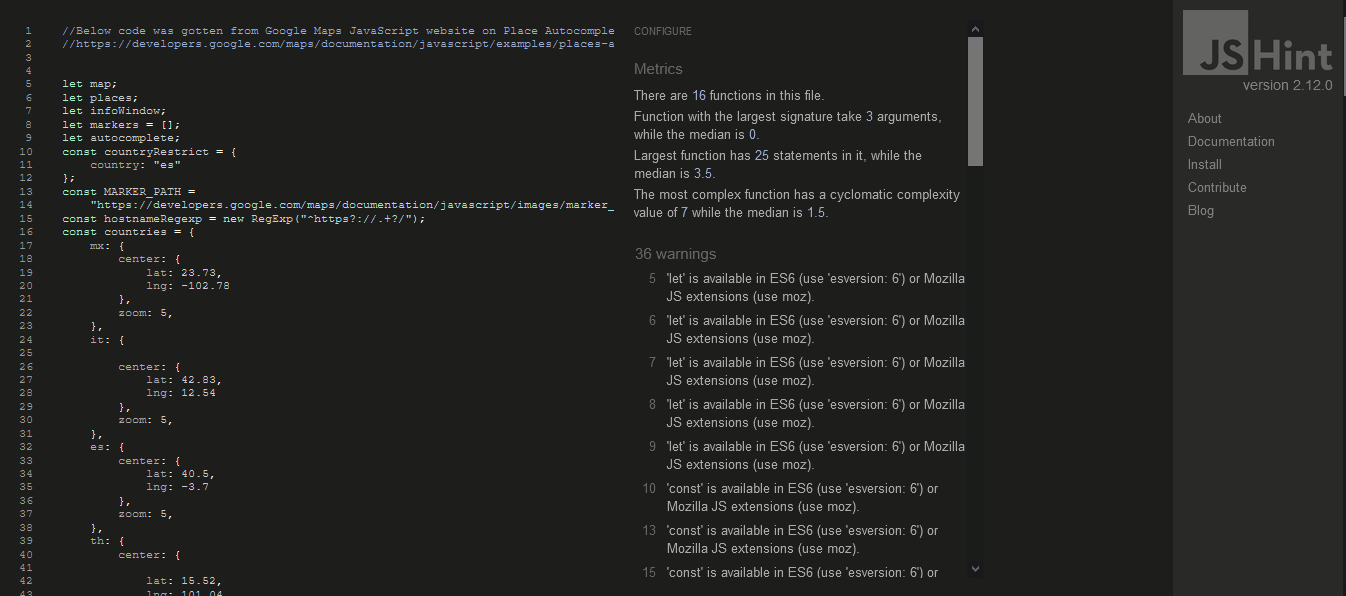 1 //Below code was gotten from Google Maps JavaScript website on Place Autocomple
2 //https://developers.google.com/maps/documentation/javascript/examples/places-a
3
4
5 let map;
6 let places;
7 let infoWindow;
8 let markers = [];
9 let autocomplete;
10 const countryRestrict = {
11 country: "es"
12 };
13 const MARKER_PATH =
14 "https://developers.google.com/maps/documentation/javascript/images/marker_
15 const hostnameRegexp = new RegExp("^https?://.+?/");
16 const countries = {
17 mx: {
18 center: {
19 lat: 23.73,
20 lng: -102.78
21 },
22 zoom: 5,
23 },
24 it: {
25
26 center: {
27 lat: 42.83,
28 lng: 12.54
29 },
30 zoom: 5,
31 },
32 es: {
33 center: {
34 lat: 40.5,
35 lng: -3.7
36 },
37 zoom: 5,
38 },
39 th: {
40 center: {
41
42 lat: 15.52,
43 lng: 101.04
CONFIGURE
Metrics
There are 16 functions in this file.
Function with the largest signature take 3 arguments,
while the median is 0.
Largest function has 25 statements in it, while the
median is 3.5.
The most complex function has a cyclomatic complexity
value of 7 while the median is 1.5.
36 warnings
5 'let' is available in ES6 (use 'esversion: 6') or Mozilla
JS extensions (use moz).
6 'let' is available in ES6 (use 'esversion: 6') or Mozilla
JS extensions (use moz).
7 'let' is available in ES6 (use 'esversion: 6') or Mozilla
JS extensions (use moz).
8 'let' is available in ES6 (use 'esversion: 6') or Mozilla
JS extensions (use moz).
9 'let' is available in ES6 (use 'esversion: 6') or Mozilla
JS extensions (use moz).
10 'const' is available in ES6 (use 'esversion: 6') or
Mozilla JS extensions (use moz).
13 'const' is available in ES6 (use 'esversion: 6') or
Mozilla JS extensions (use moz).
15 'const' is available in ES6 (use 'esversion: 6') or
JSHint
version 2.12.0
About
Documentation
Install
Contribute
Blog